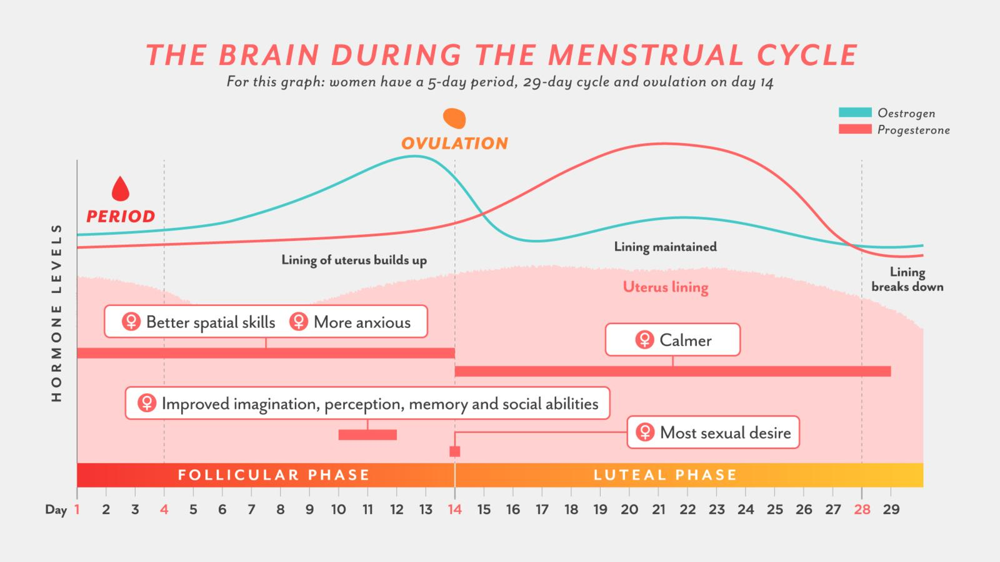 THE BRAIN DURING THE MENSTRUAL CYCLE
For this graph: women have a 5-day period, 29-day cycle and ovulation on day 14
Oestrogen
Progesterone
OVULATION
PERIOD
HORMONE LEVELS
Lining of uterus builds up
Lining maintained
Lining
breaks down
Uterus lining
Better spatial skills More anxious
Calmer
Improved imagination, perception, memory and social abilities
Most sexual desire
FOLLICULAR PHASE LUTEAL PHASE
Day 1 2 3 4 5 6 7 8 9 10 11 12 13 14 15 16 17 18 19 20 21 22 23 24 25 26 27 28 29